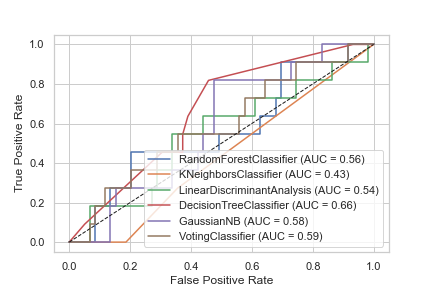 1.0
0.8
0.6
0.4
0.2
0.0
True Positive Rate
RandomForestClassifier (AUC = 0.56)
KNeighborsClassifier (AUC = 0.43)
LinearDiscriminantAnalysis (AUC = 0.54)
DecisionTreeClassifier (AUC = 0.66)
GaussianNB (AUC = 0.58)
VotingClassifier (AUC = 0.59)
0.0 0.2 0.4 0.6 0.8 1.0
False Positive Rate